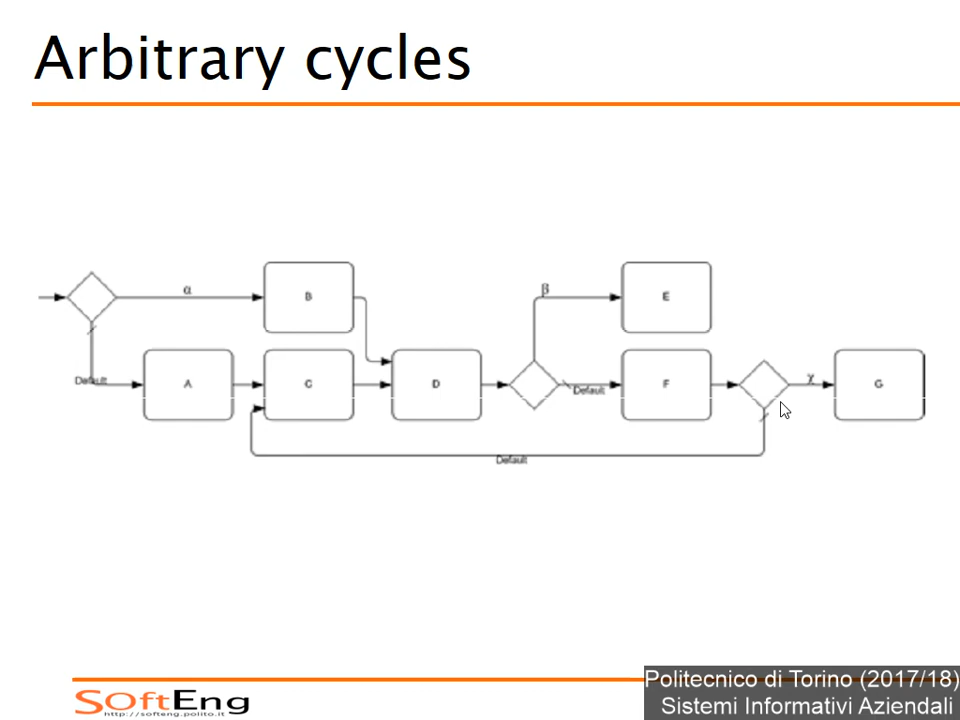 Arbitrary cycles
α
B
β
E
Default
A
C
D
Default
F
χ
G
Default
SOftEng
http://softeng.polito.it
Politecnico di Torino (2017/18)
Sistemi Informativi Aziendali